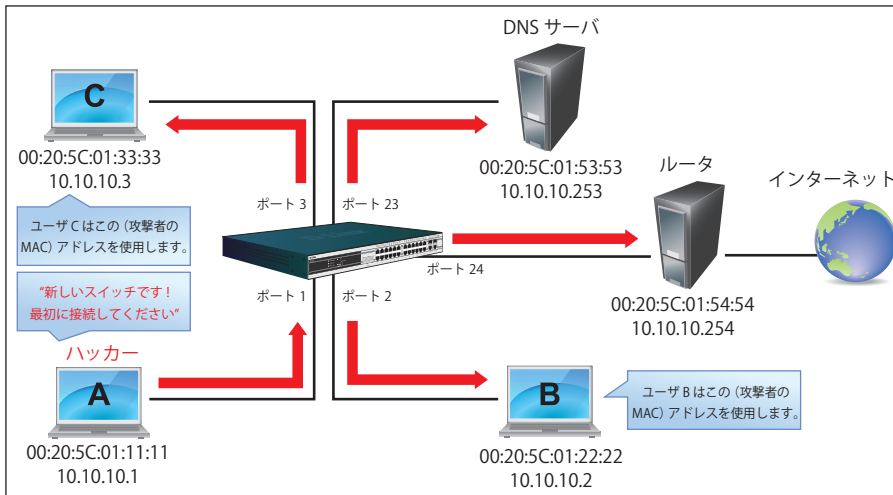 DNS サーバ
C
00:20:5C:01:33:33
10.10.10.3
00:20:5C:01:53:53
10.10.10.253
ルータ
インターネット
ポート 3
ポート 23
ユーザ C はこの（攻撃者の
MAC）アドレスを使用します。
ポート 24
“新しいスイッチです！
最初に接続してください”
ポート 1
ポート 2
00:20:5C:01:54:54
10.10.10.254
ハッカー
A
B
ユーザ B はこの（攻撃者の
MAC）アドレスを使用します。
00:20:5C:01:11:11
10.10.10.1
00:20:5C:01:22:22
10.10.10.2